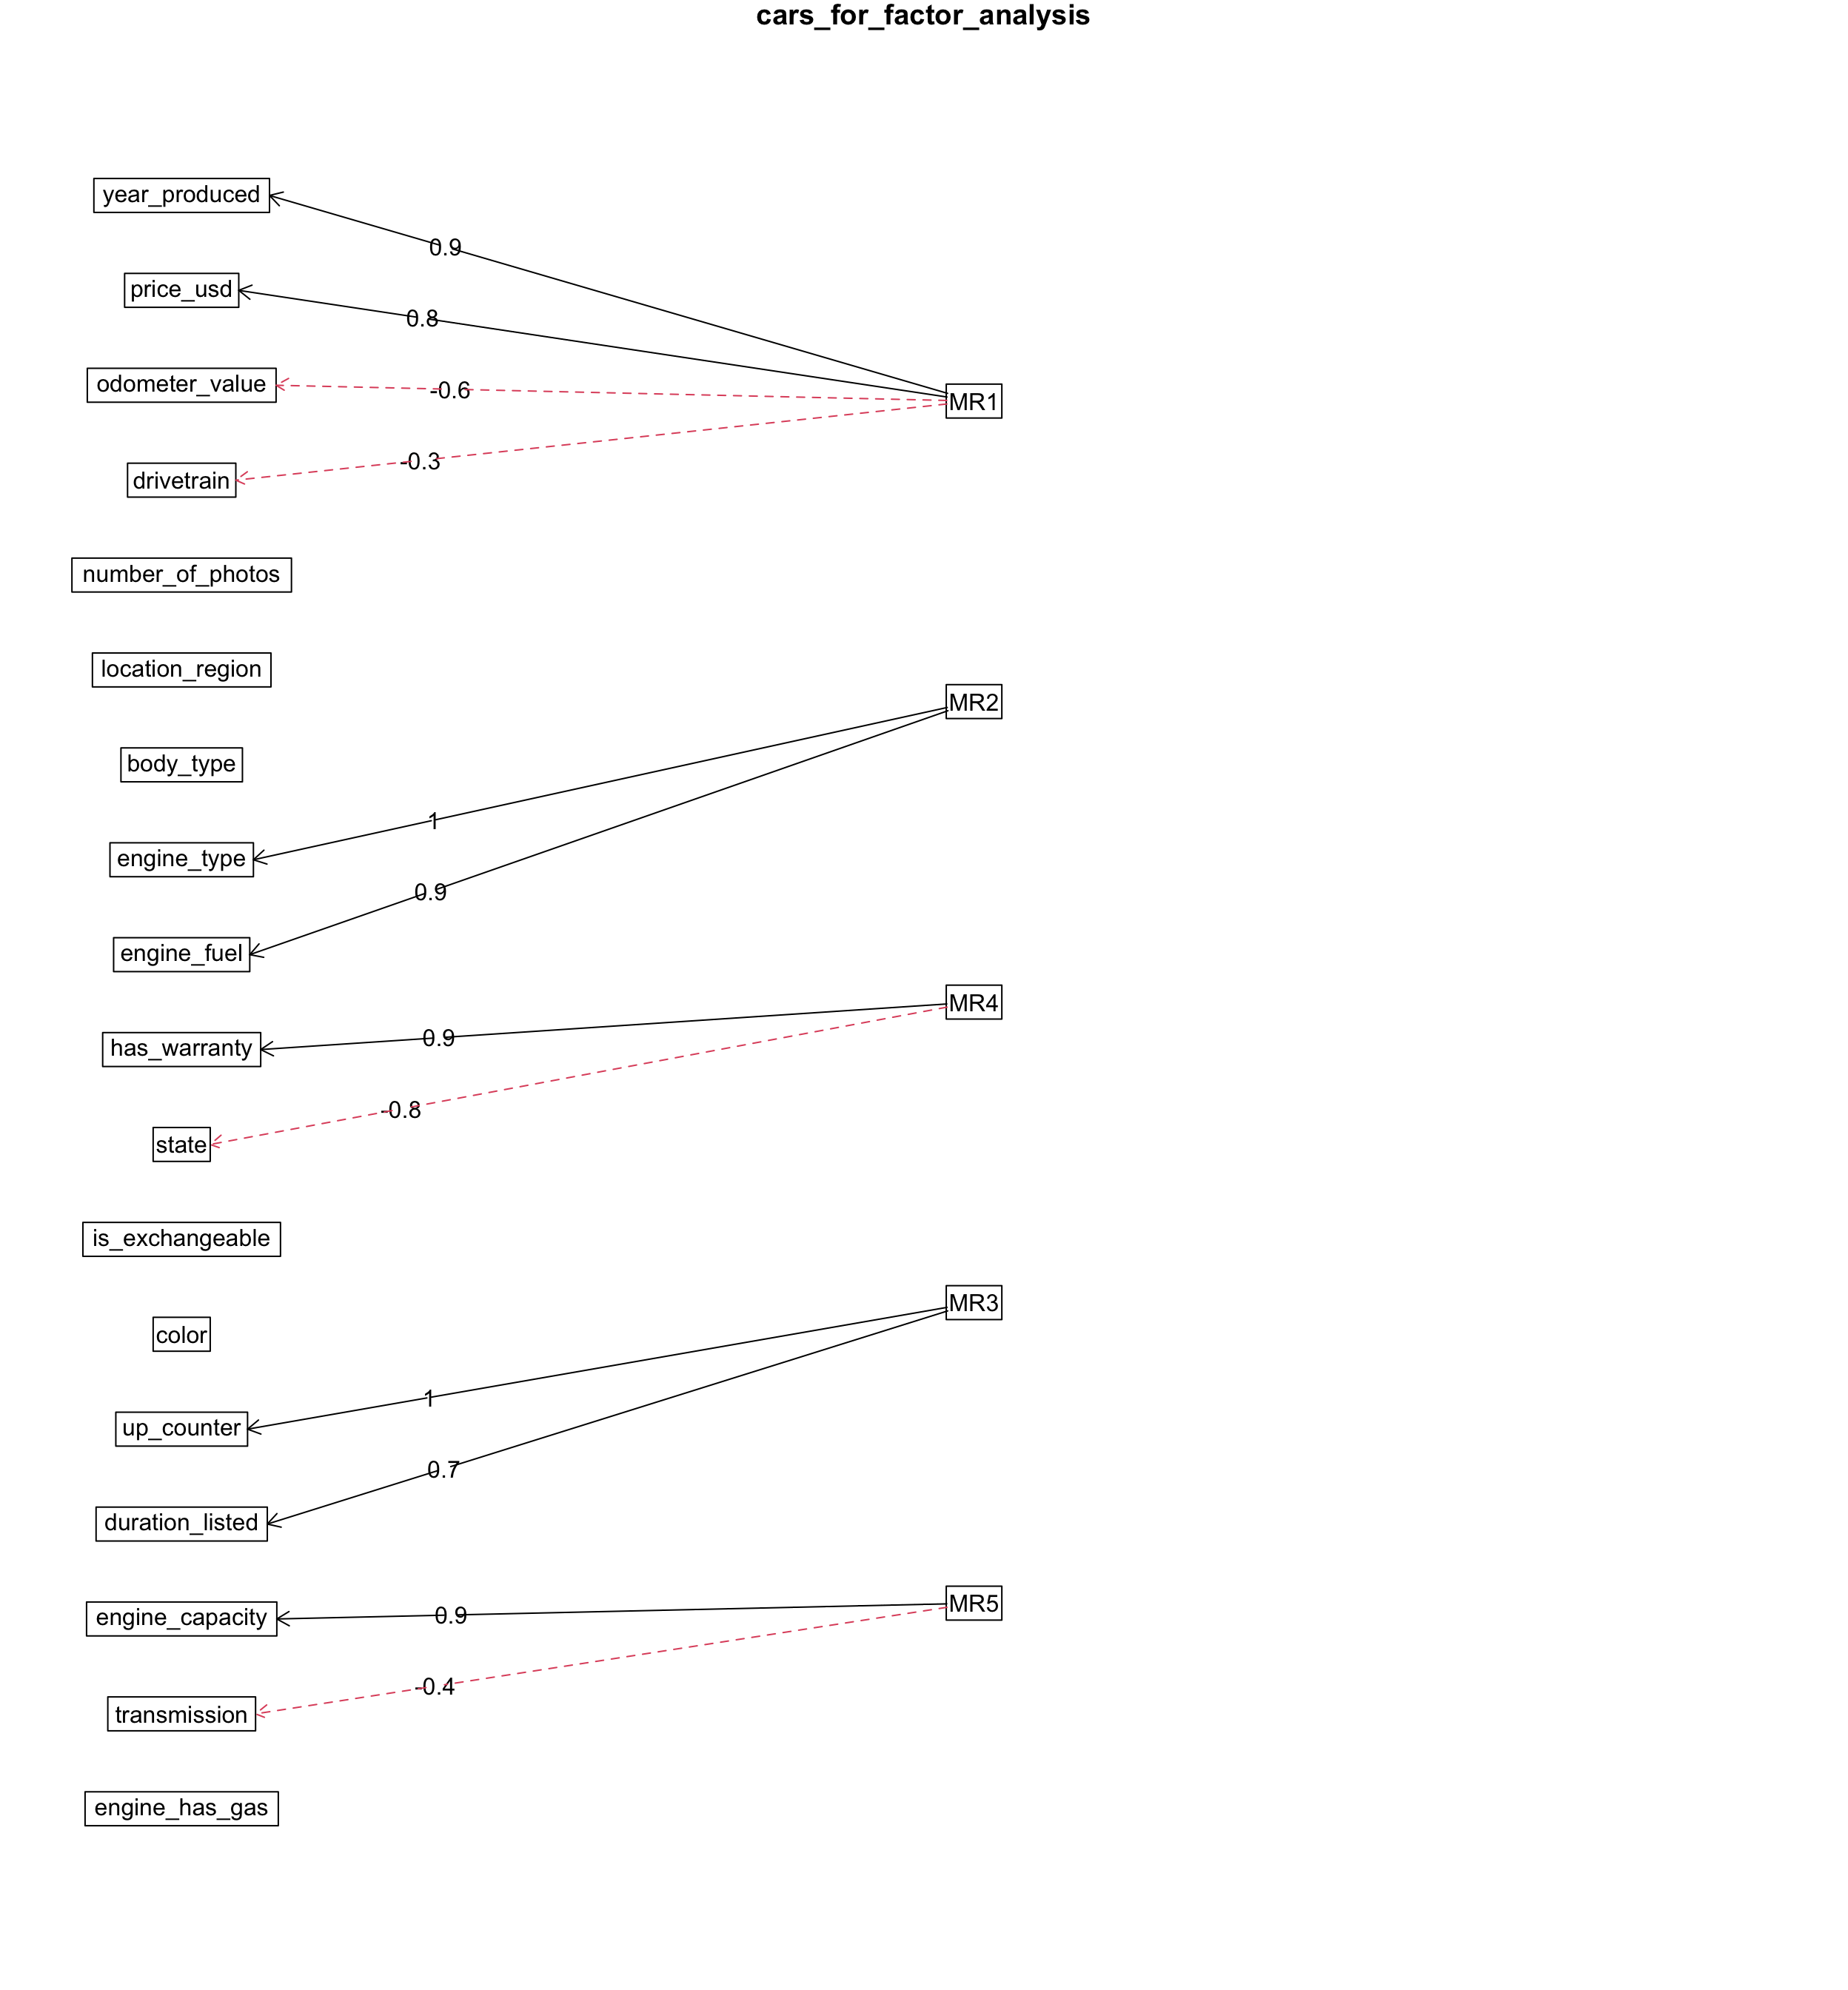 cars_for_factor_analysis
year_produced
0.9
price_usd
0.8
odometer_value
-0.6
MR1
-0.3
drivetrain
number_of_photos
location_region
MR2
body_type
1
engine_type
0.9
engine_fuel
MR4
has_warranty
0.9
-0.8
state
is_exchangeable
MR3
color
1
up_counter
0.7
duration_listed
MR5
engine_capacity
0.9
-0.4
transmission
engine_has_gas